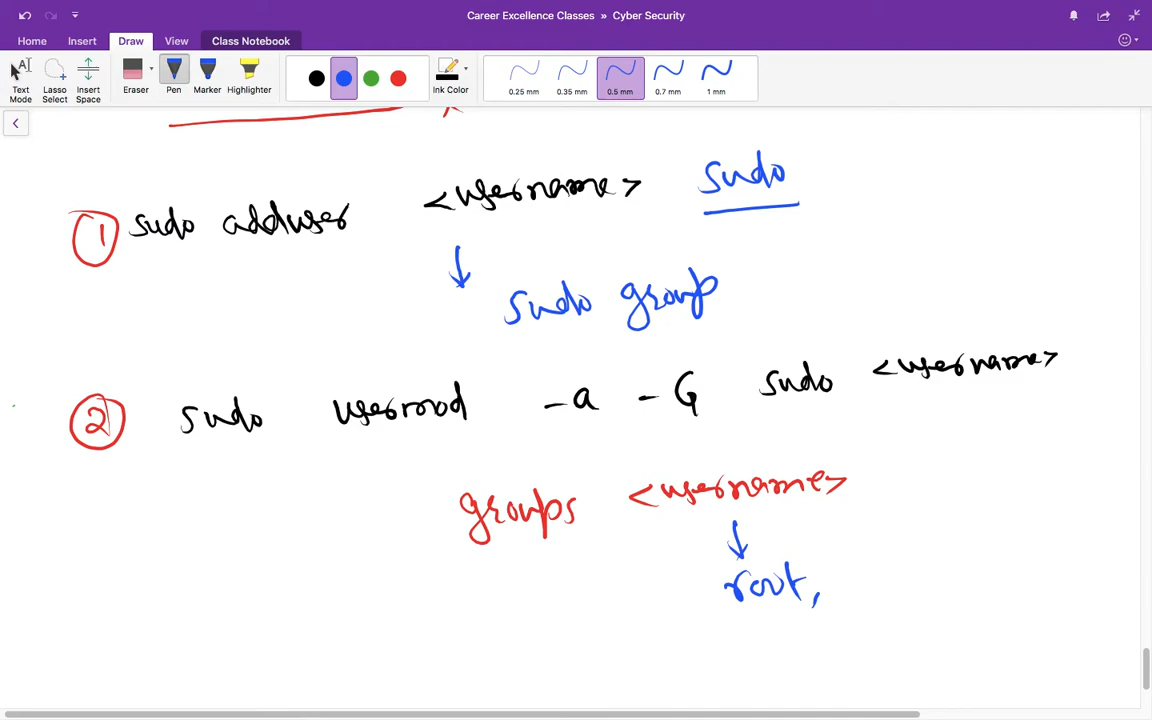 Career Excellence Classes » Cyber Security
Home Insert Draw View Class Notebook
Text Mode
Lasso Select
Insert Space
Eraser
Pen
Marker
Highlighter
Ink Color
0.25 mm
0.35 mm
0.5 mm
0.7 mm
1 mm
① sudo adduser <username> sudo
↓
sudo group
② sudo usermod -a -G sudo <username>
groups <username>
↓
root,